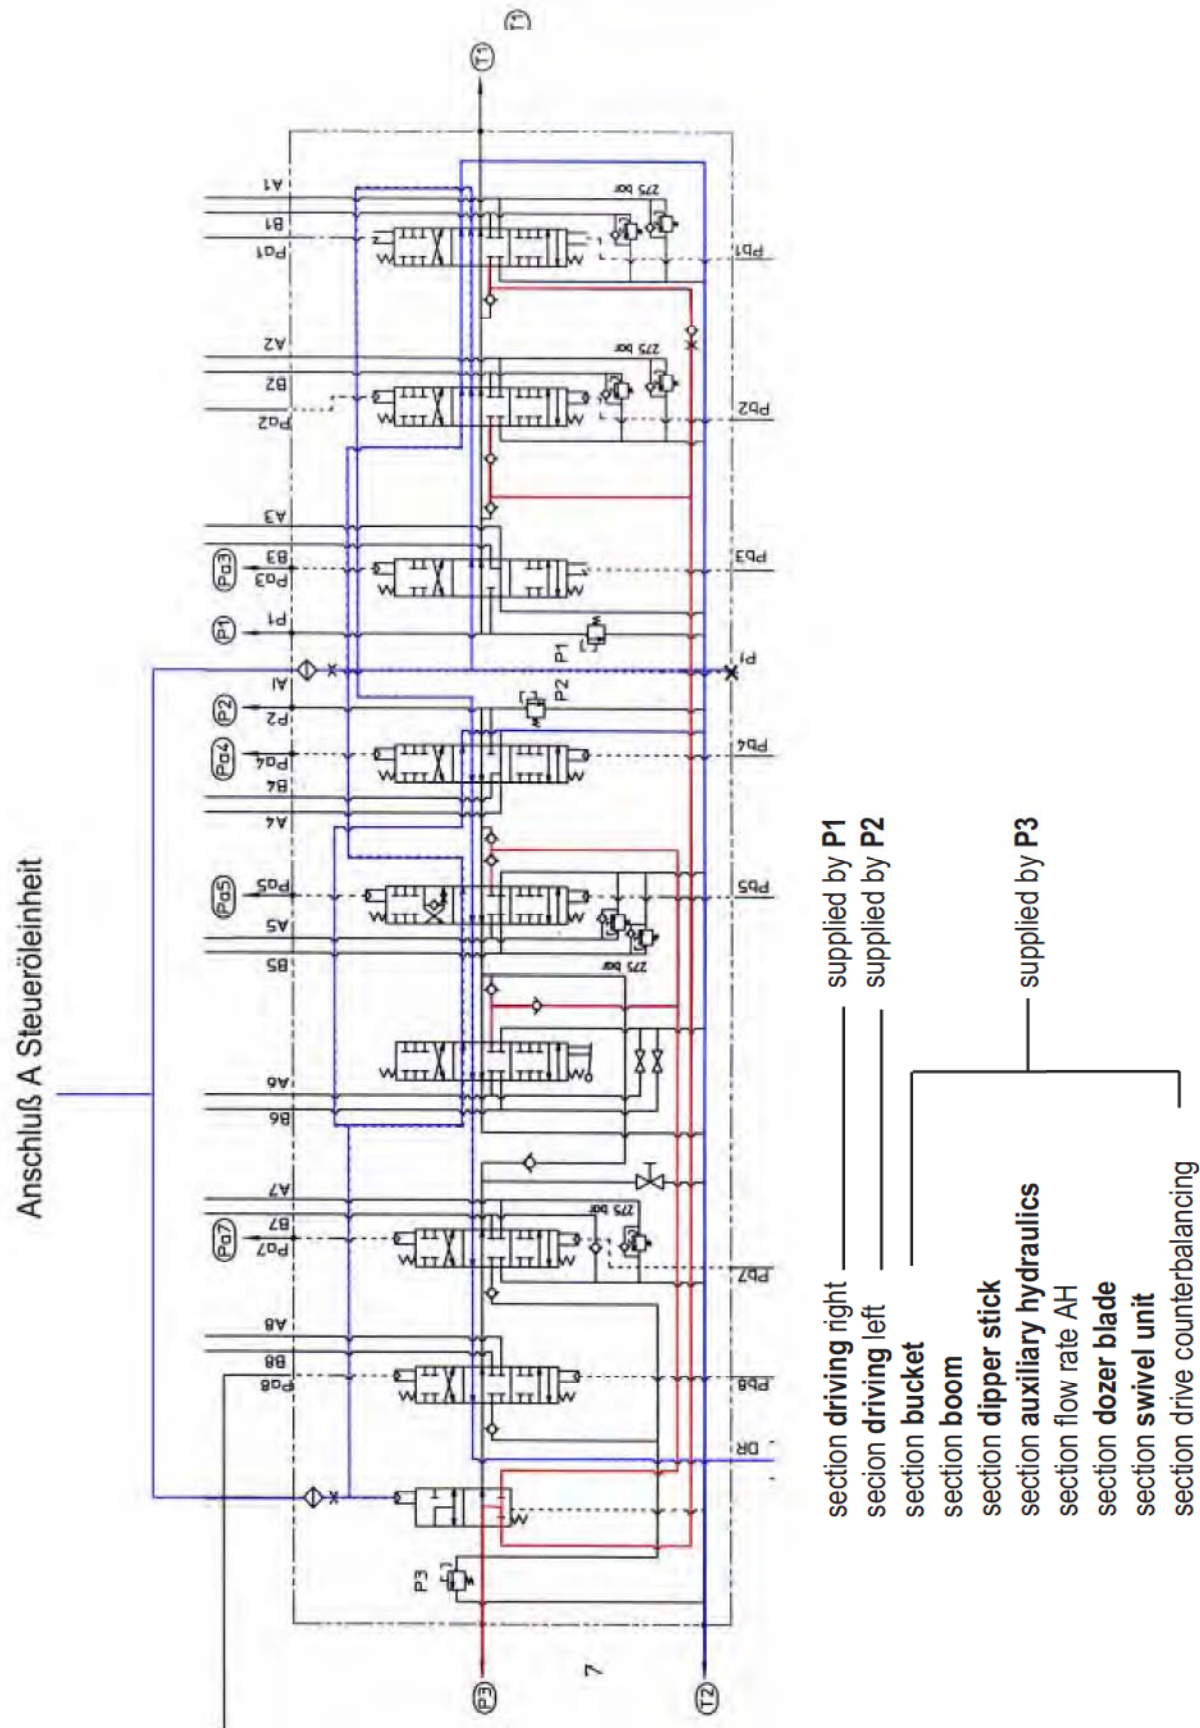 T1
T1
A1
B1
Pa1
275 bar
Pb1
A2
B2
Pa2
275 bar
Pb2
A3
B3
Pa3
Pa3
Pb3
P1
P1
P1
A1
Pi
P2
P2
P2
Pa4
Pa4
Pb4
B4
A4
Pa5
Pa5
Pb5
A5
B5
275 bar
A6
B6
A7
B7
Pa7
Pa7
275 bar
Pb7
A8
B8
Pa8
Pb8
DR
P3
7
P3
T2
Anschluß A Steueröleinheit
section driving right supplied by P1
secion driving left supplied by P2
section bucket
section boom
section dipper stick
section auxiliary hydraulics supplied by P3
section flow rate AH
section dozer blade
section swivel unit
section drive counterbalancing